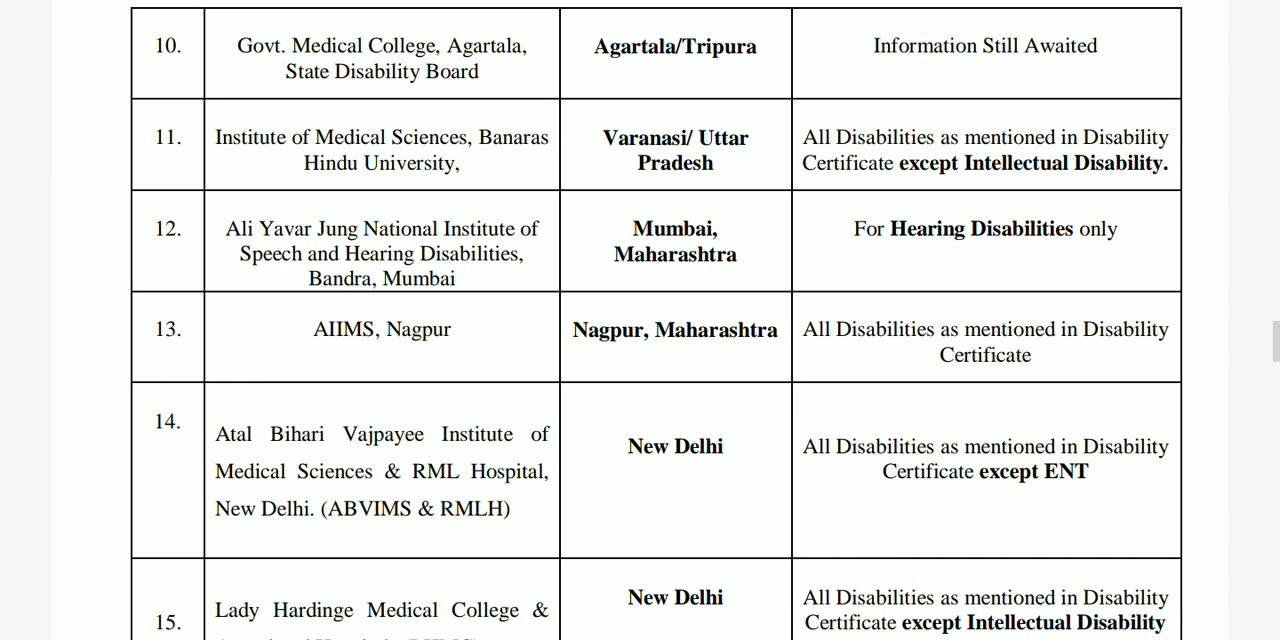 10.
Govt. Medical College, Agartala,
State Disability Board
Agartala/Tripura
Information Still Awaited
11.
Institute of Medical Sciences, Banaras
Hindu University,
Varanasi/ Uttar
Pradesh
All Disabilities as mentioned in Disability
Certificate except Intellectual Disability.
12.
Ali Yavar Jung National Institute of
Speech and Hearing Disabilities,
Bandra, Mumbai
Mumbai,
Maharashtra
For Hearing Disabilities only
13.
AIIMS, Nagpur
Nagpur, Maharashtra
All Disabilities as mentioned in Disability
Certificate
14.
Atal Bihari Vajpayee Institute of
Medical Sciences & RML Hospital,
New Delhi. (ABVIMS & RMLH)
New Delhi
All Disabilities as mentioned in Disability
Certificate except ENT
15.
Lady Hardinge Medical College &
New Delhi
All Disabilities as mentioned in Disability
Certificate except Intellectual Disability